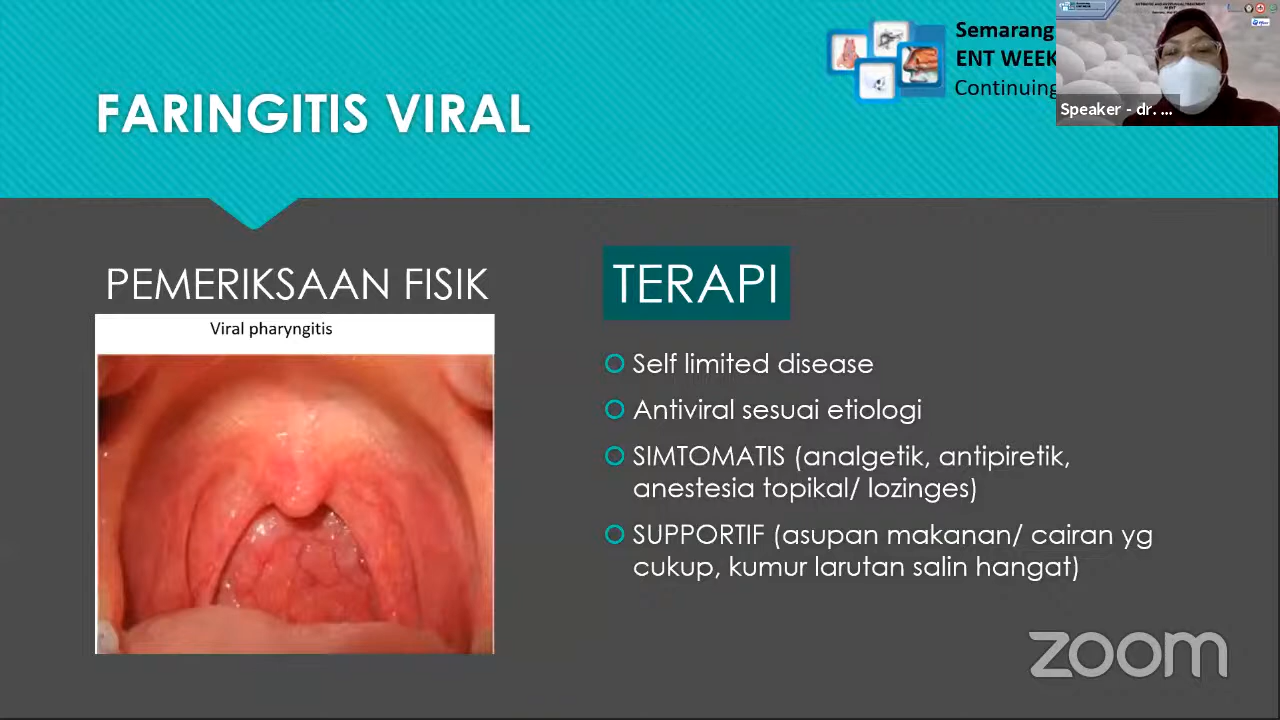 FARINGITIS VIRAL
Semarang
ENT WEEK
Continuing
Speaker - dr. ...
PEMERIKSAAN FISIK
Viral pharyngitis
TERAPI
Self limited disease
Antiviral sesuai etiologi
SIMTOMATIS (analgetik, antipiretik,
anestesia topikal/ lozinges)
SUPPORTIF (asupan makanan/ cairan yg
cukup, kumur larutan salin hangat)
zoom